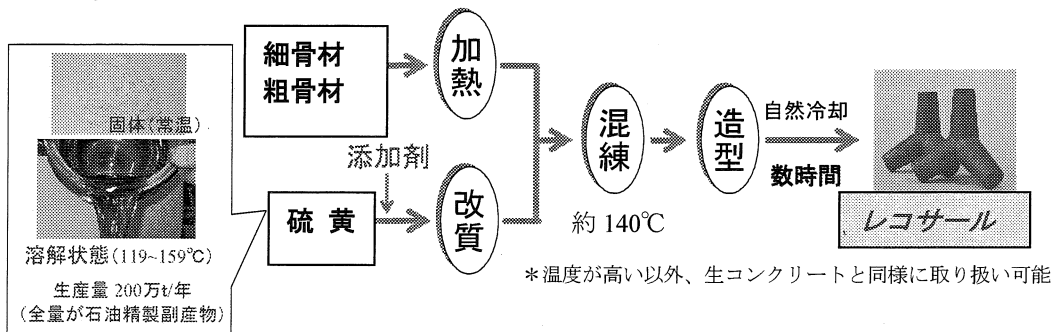 固体(常温)
溶解状態(119~159℃)
生産量 200万t/年
(全量が石油精製副産物)
細骨材
粗骨材
加熱
添加剤
硫黄
改質
混練
約 140℃
造型
自然冷却
数時間
レコサール
*温度が高い以外、生コンクリートと同様に取り扱い可能